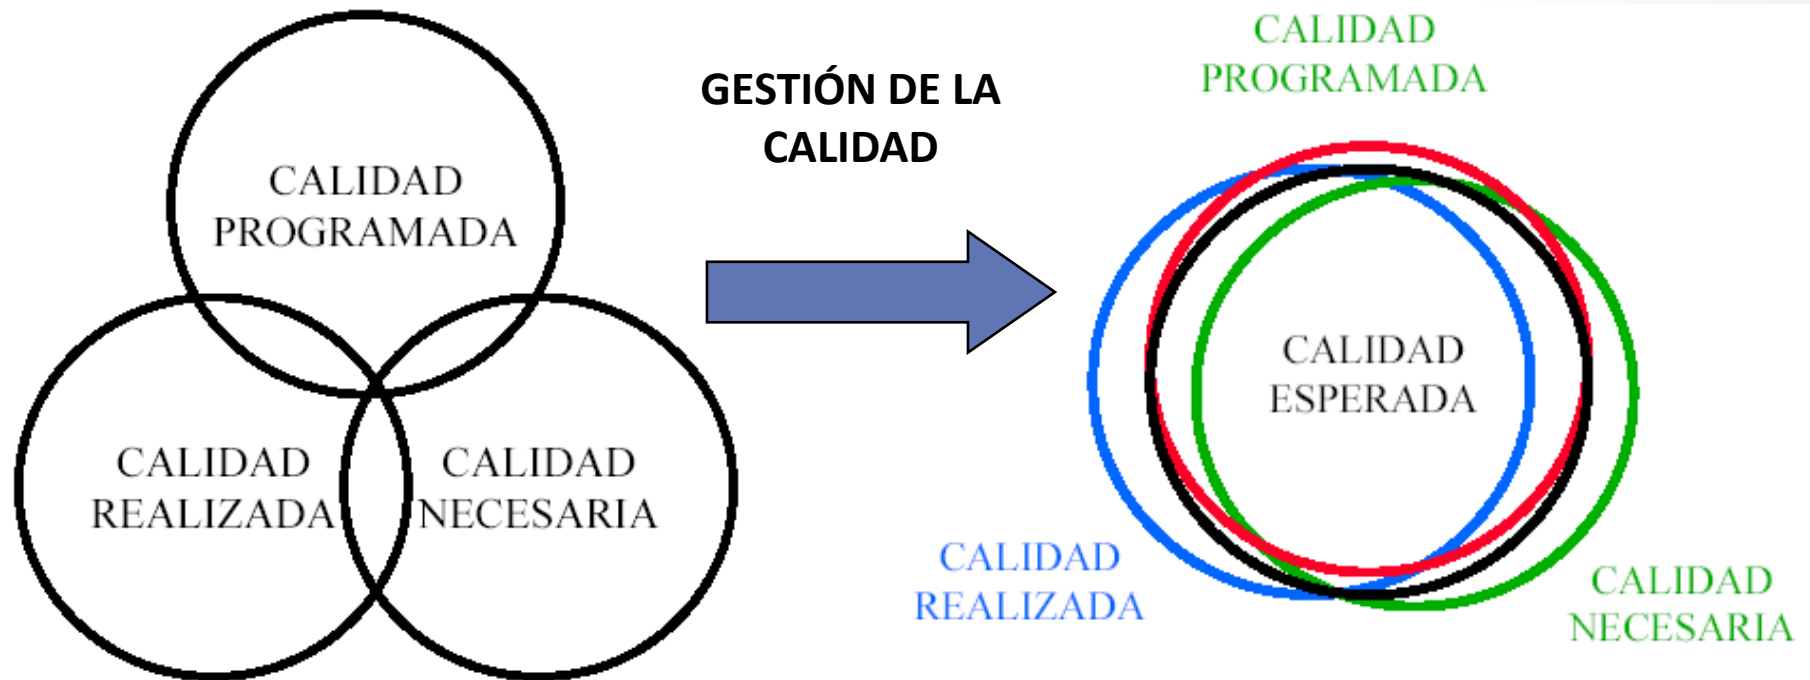 CALIDAD
PROGRAMADA
CALIDAD
REALIZADA
CALIDAD
NECESARIA
GESTIÓN DE LA
CALIDAD
CALIDAD
PROGRAMADA
CALIDAD
ESPERADA
CALIDAD
REALIZADA
CALIDAD
NECESARIA